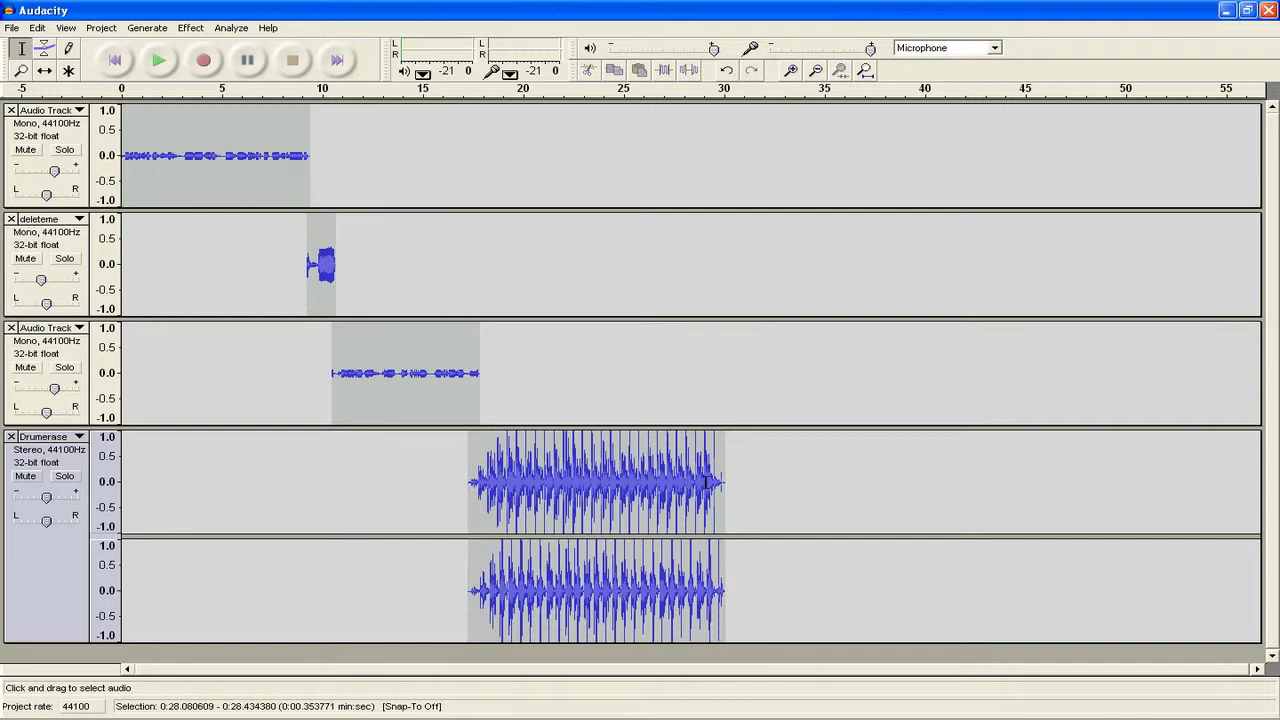 Audacity
File Edit View Project Generate Effect Analyze Help
L
R
-21 0
L
R
-21 0
Microphone
-5 0 5 10 15 20 25 30 35 40 45 50 55
Audio Track
Mono, 44100Hz
32-bit float
Mute Solo
- +
L R
1.0
0.5
0.0
-0.5
-1.0
deleteme
Mono, 44100Hz
32-bit float
Mute Solo
- +
L R
1.0
0.5
0.0
-0.5
-1.0
Audio Track
Mono, 44100Hz
32-bit float
Mute Solo
- +
L R
1.0
0.5
0.0
-0.5
-1.0
Drumerase
Stereo, 44100Hz
32-bit float
Mute Solo
- +
L R
1.0
0.5
0.0
-0.5
-1.0
1.0
0.5
0.0
-0.5
-1.0
Click and drag to select audio
Project rate: 44100 Selection: 0:28.080609 - 0:28.434380 (0:00.353771 min:sec) [Snap-To Off]